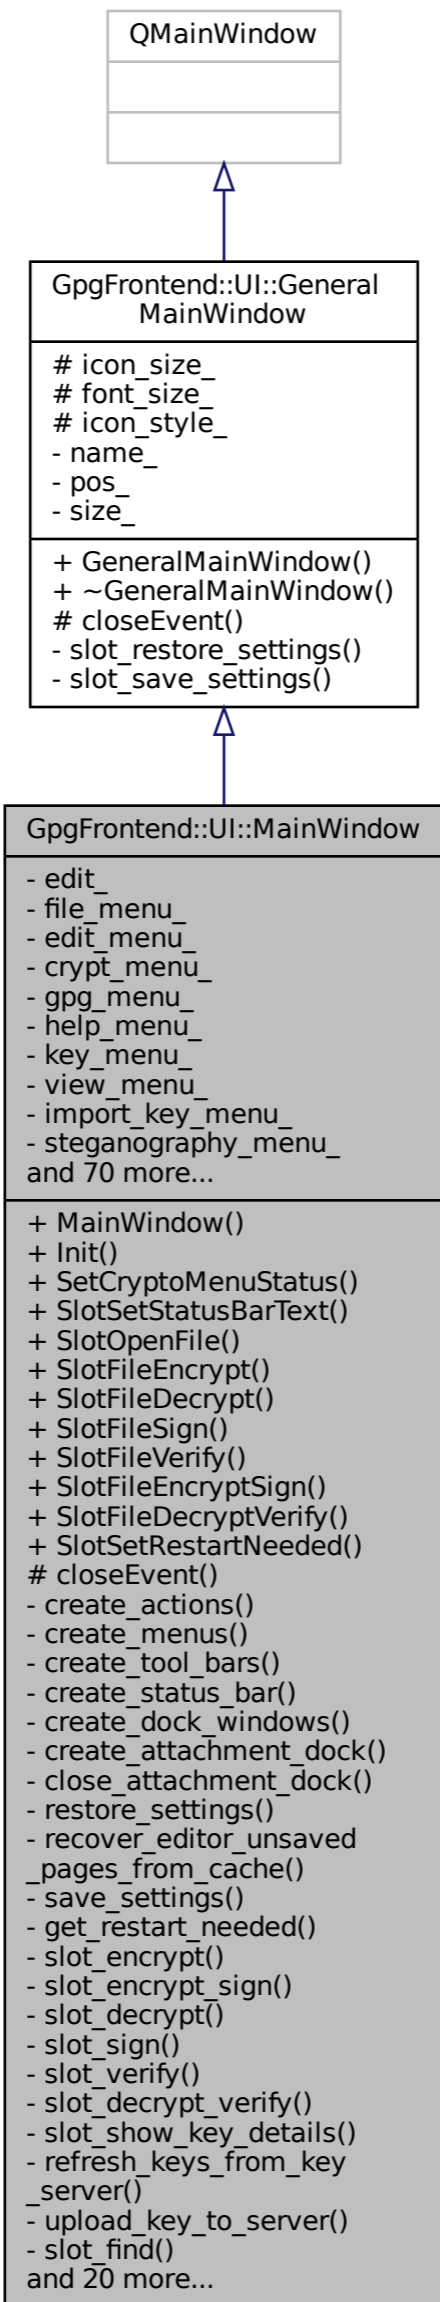 QMainWindow
GpgFrontend::UI::General
MainWindow
# icon_size_
# font_size_
# icon_style_
- name_
- pos_
- size_
+ GeneralMainWindow()
+ ~GeneralMainWindow()
# closeEvent()
- slot_restore_settings()
- slot_save_settings()
GpgFrontend::UI::MainWindow
- edit_
- file_menu_
- edit_menu_
- crypt_menu_
- gpg_menu_
- help_menu_
- key_menu_
- view_menu_
- import_key_menu_
- steganography_menu_
and 70 more...
+ MainWindow()
+ Init()
+ SetCryptoMenuStatus()
+ SlotSetStatusBarText()
+ SlotOpenFile()
+ SlotFileEncrypt()
+ SlotFileDecrypt()
+ SlotFileSign()
+ SlotFileVerify()
+ SlotFileEncryptSign()
+ SlotFileDecryptVerify()
+ SlotSetRestartNeeded()
# closeEvent()
- create_actions()
- create_menus()
- create_tool_bars()
- create_status_bar()
- create_dock_windows()
- create_attachment_dock()
- close_attachment_dock()
- restore_settings()
- recover_editor_unsaved
_pages_from_cache()
- save_settings()
- get_restart_needed()
- slot_encrypt()
- slot_encrypt_sign()
- slot_decrypt()
- slot_sign()
- slot_verify()
- slot_decrypt_verify()
- slot_show_key_details()
- refresh_keys_from_key
_server()
- upload_key_to_server()
- slot_find()
and 20 more...